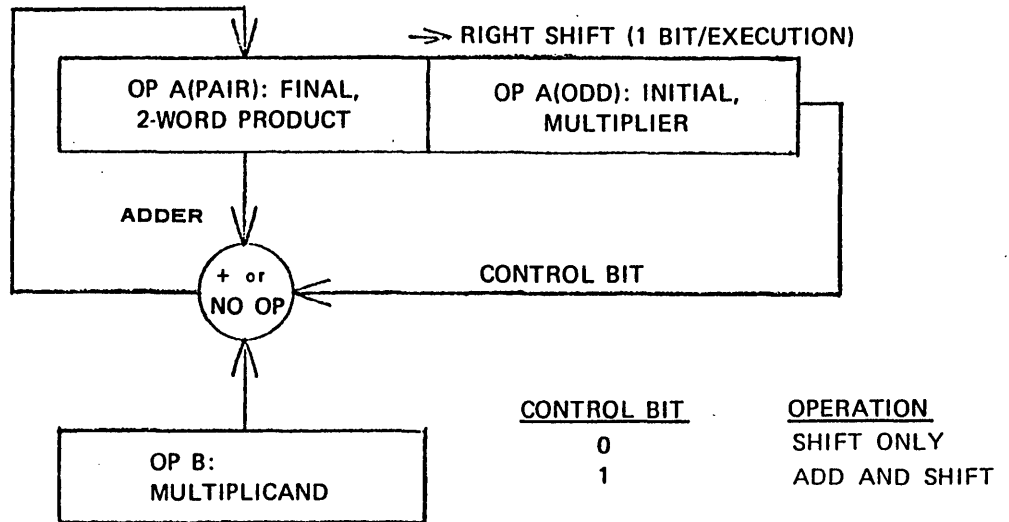 RIGHT SHIFT (1 BIT/EXECUTION)
OP A(PAIR): FINAL,
2-WORD PRODUCT
OP A(ODD): INITIAL,
MULTIPLIER
ADDER
+ or
NO OP
CONTROL BIT
OP B:
MULTIPLICAND
CONTROL BIT OPERATION
0 SHIFT ONLY
1 ADD AND SHIFT